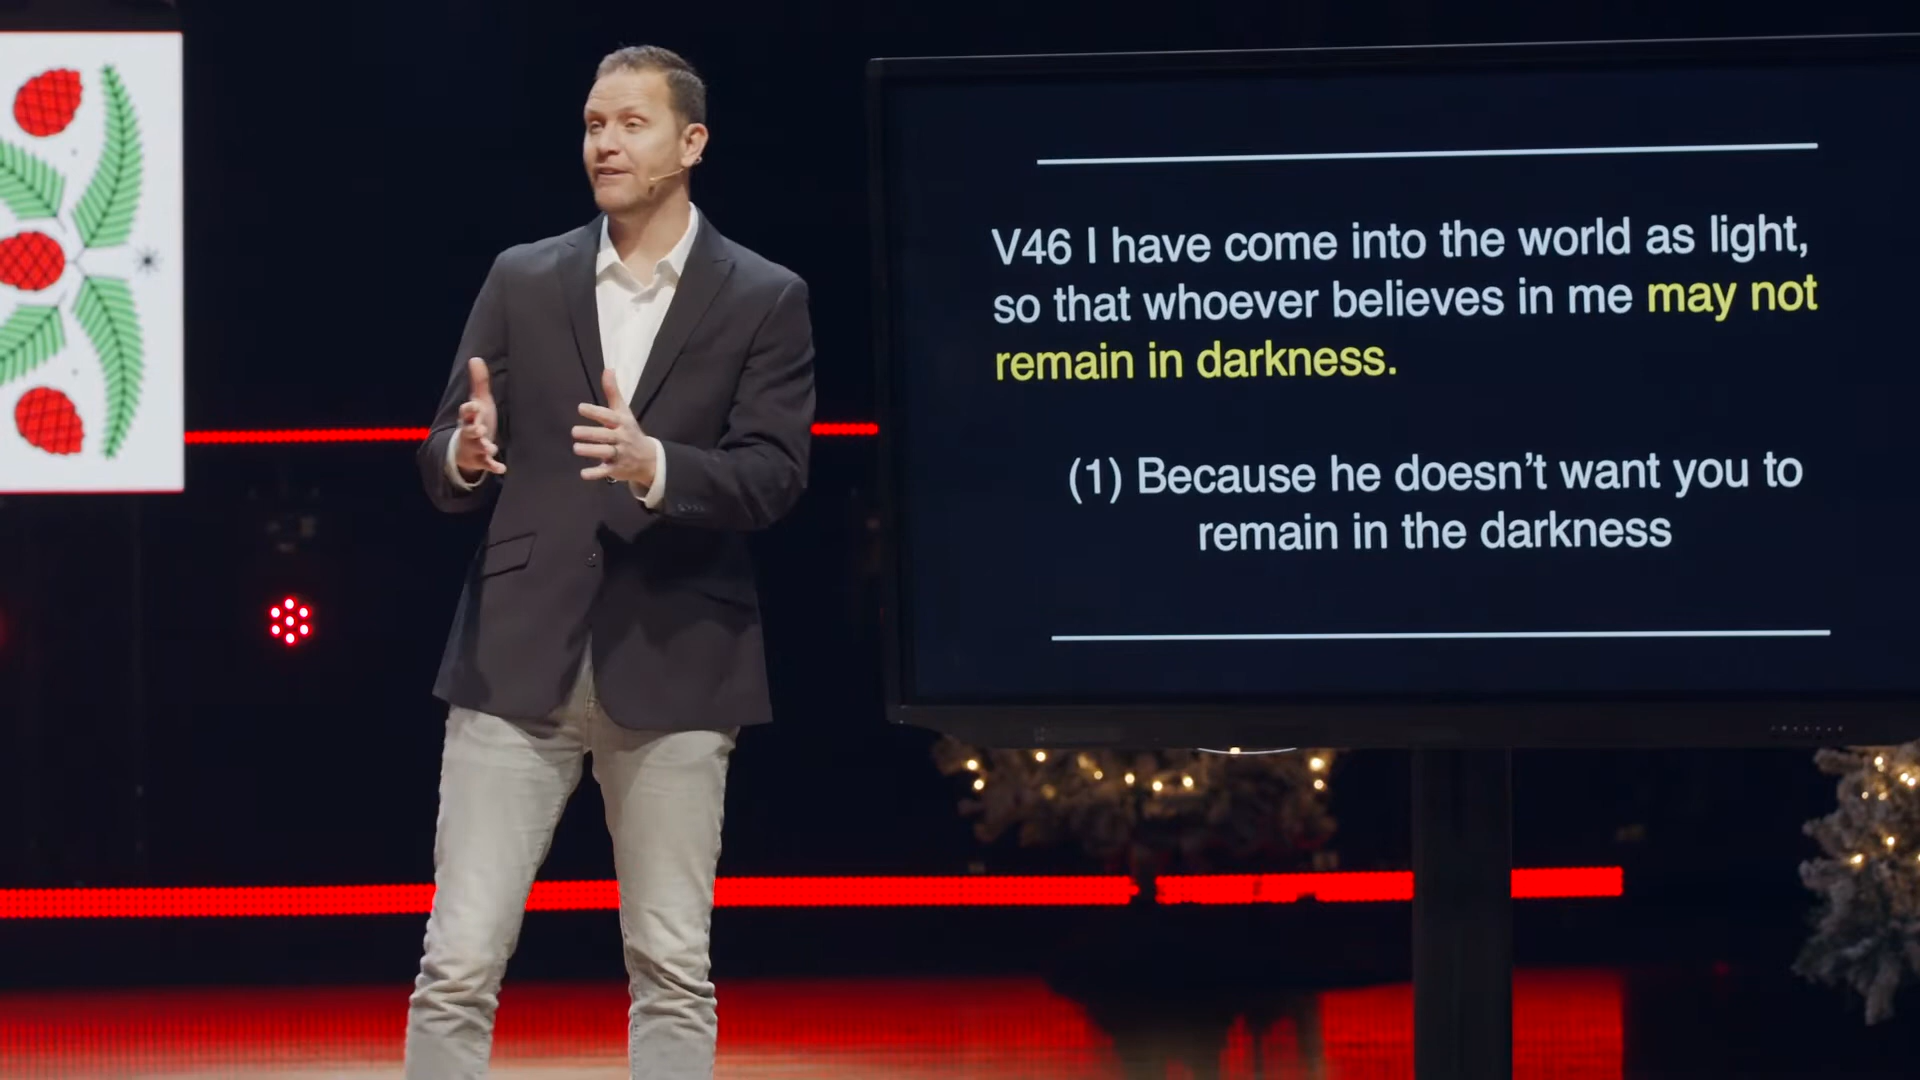 V46 I have come into the world as light,
so that whoever believes in me may not
remain in darkness.
(1) Because he doesn’t want you to
remain in the darkness